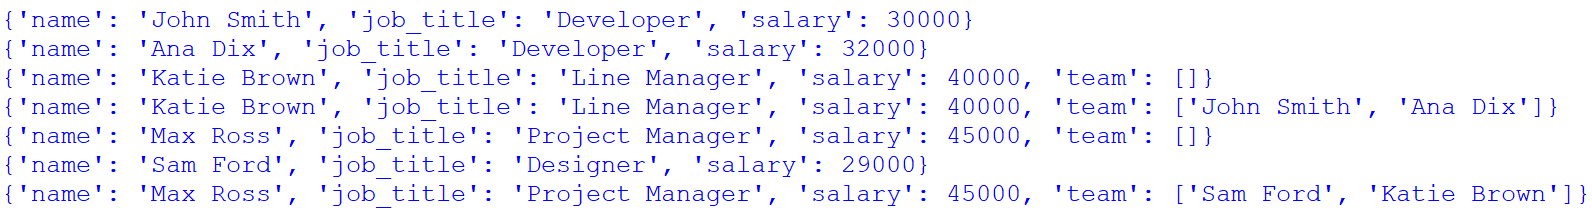 {'name': 'John Smith', 'job_title': 'Developer', 'salary': 30000}
{'name': 'Ana Dix', 'job_title': 'Developer', 'salary': 32000}
{'name': 'Katie Brown', 'job_title': 'Line Manager', 'salary': 40000, 'team': []}
{'name': 'Katie Brown', 'job_title': 'Line Manager', 'salary': 40000, 'team': ['John Smith', 'Ana Dix']}
{'name': 'Max Ross', 'job_title': 'Project Manager', 'salary': 45000, 'team': []}
{'name': 'Sam Ford', 'job_title': 'Designer', 'salary': 29000}
{'name': 'Max Ross', 'job_title': 'Project Manager', 'salary': 45000, 'team': ['Sam Ford', 'Katie Brown']}